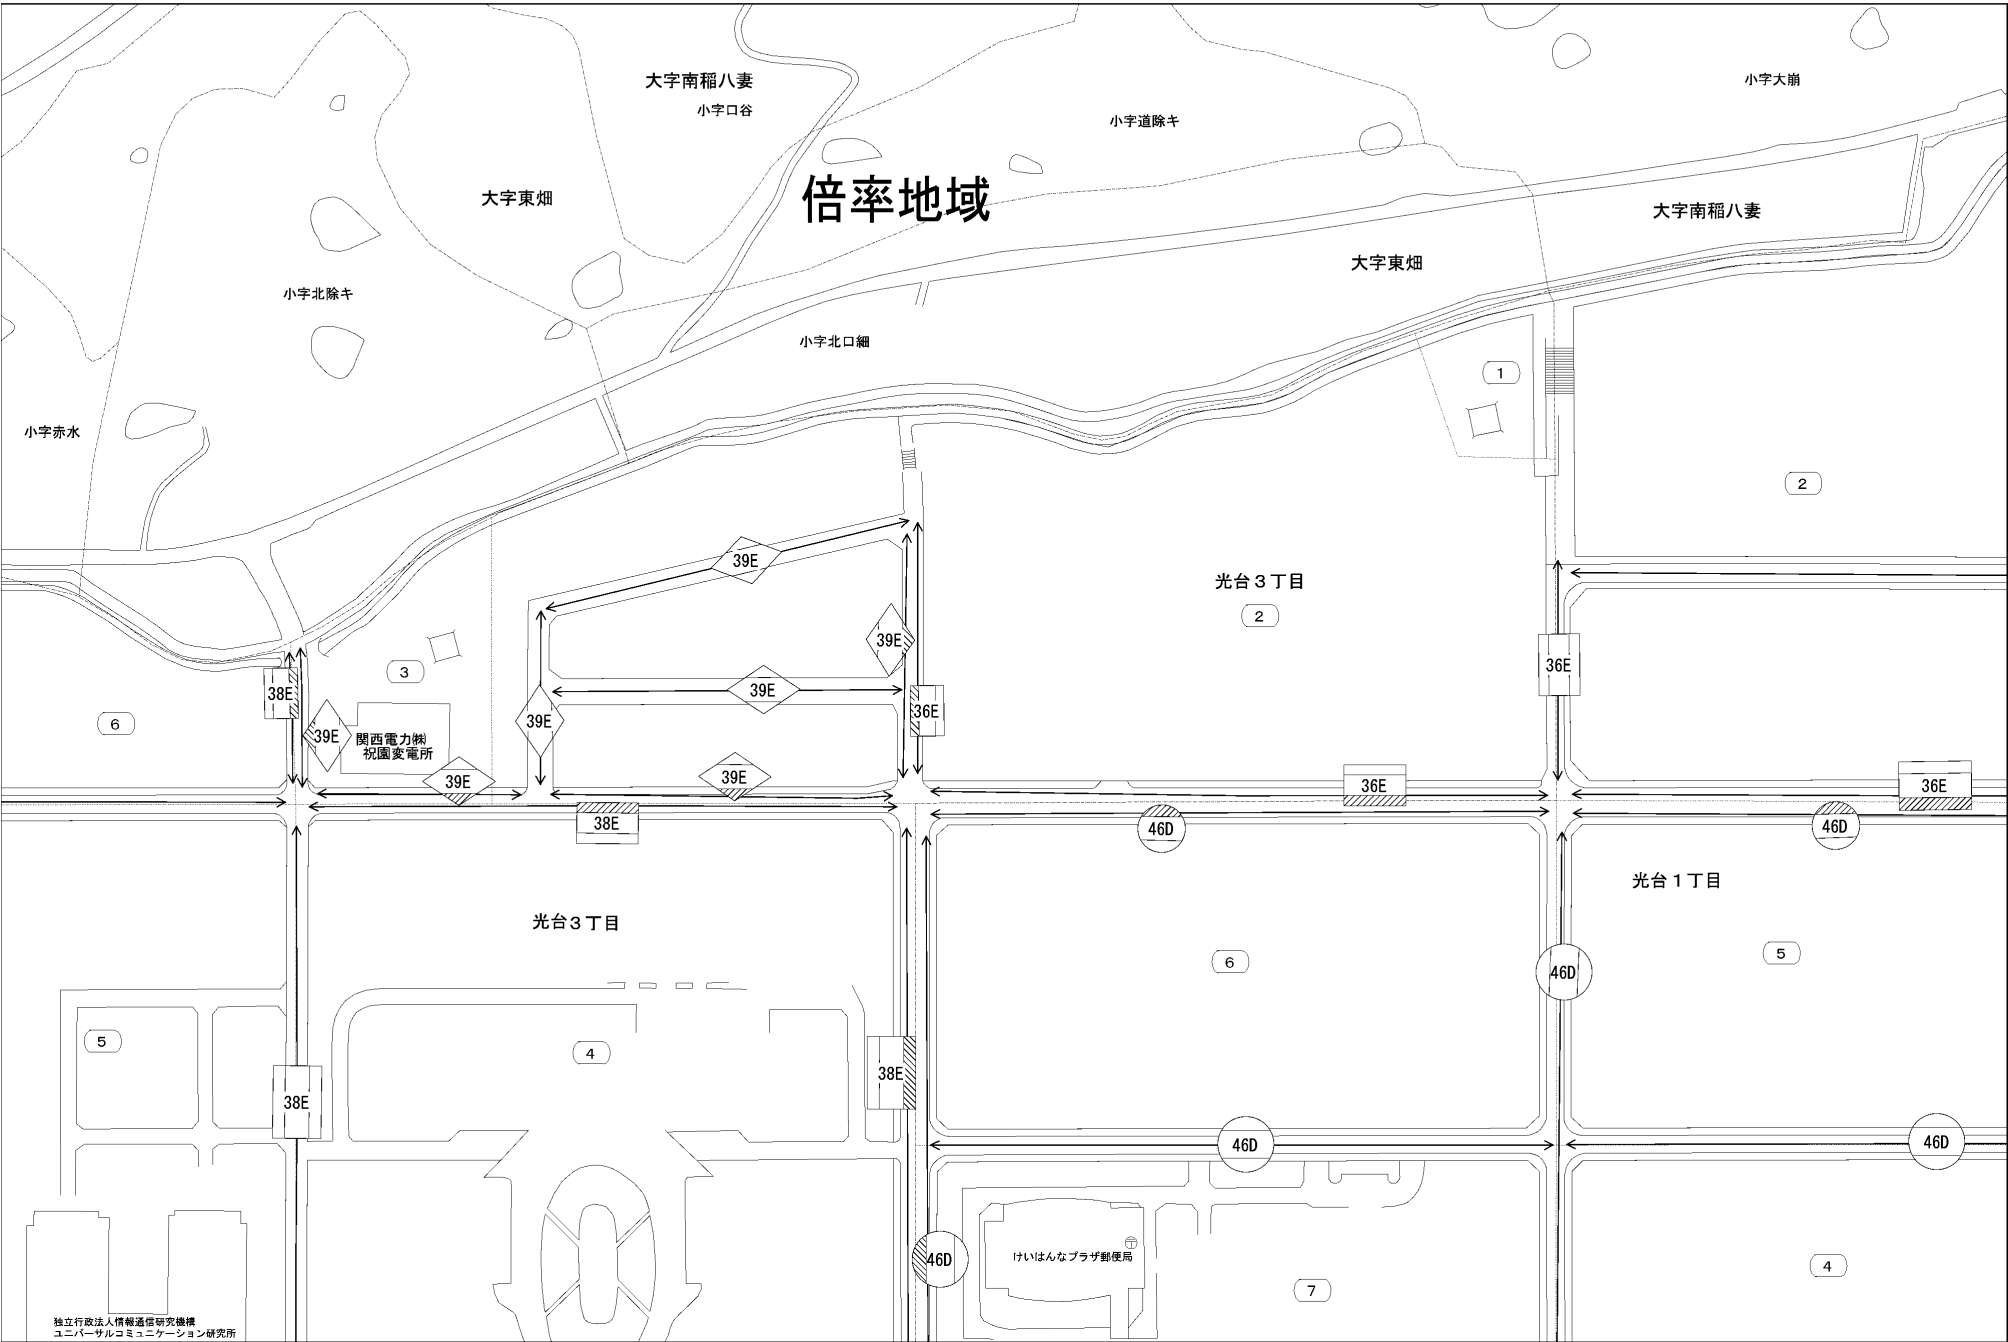 大字南稲八妻
小字口谷
小字大崩
小字道除キ
大字東畑
倍率地域
大字南稲八妻
大字東畑
小字北除キ
小字北口細
1
小字赤水
2
39E
光台3丁目
2
39E
3
36E
38E
39E
39E
36E
6
39E
39E
関西電力㈱
祝園変電所
39E
39E
36E
36E
38E
46D
46D
光台1丁目
光台3丁目
6
5
46D
5
4
38E
38E
46D
46D
46D
けいはんなプラザ郵便局
7
4
独立行政法人情報通信研究機構
ユニバーサルコミュニケーション研究所